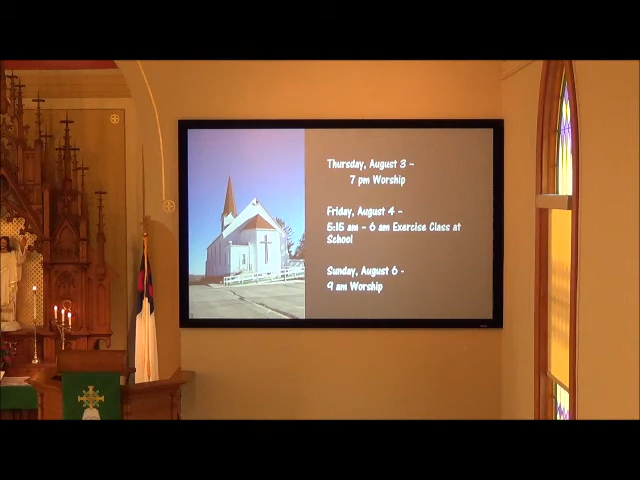 Thursday, August 3 -
7 pm Worship
Friday, August 4 -
5:15 am - 6 am Exercise Class at
School
Sunday, August 6 -
9 am Worship